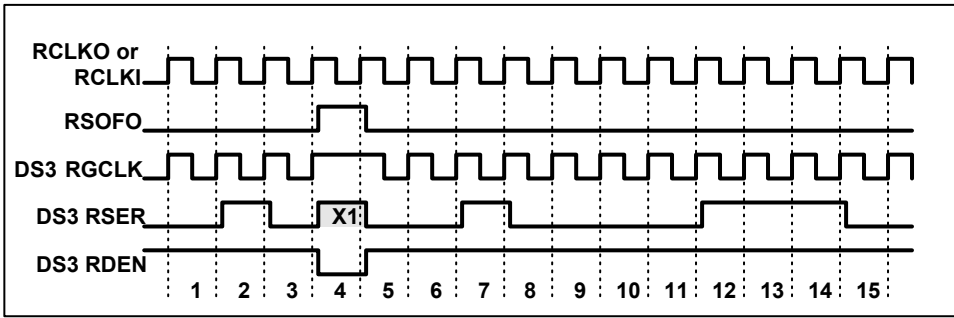 RCLKO or
RCLKI
RSOFO
DS3 RGCLK
DS3 RSER
X1
DS3 RDEN
1 2 3 4 5 6 7 8 9 10 11 12 13 14 15